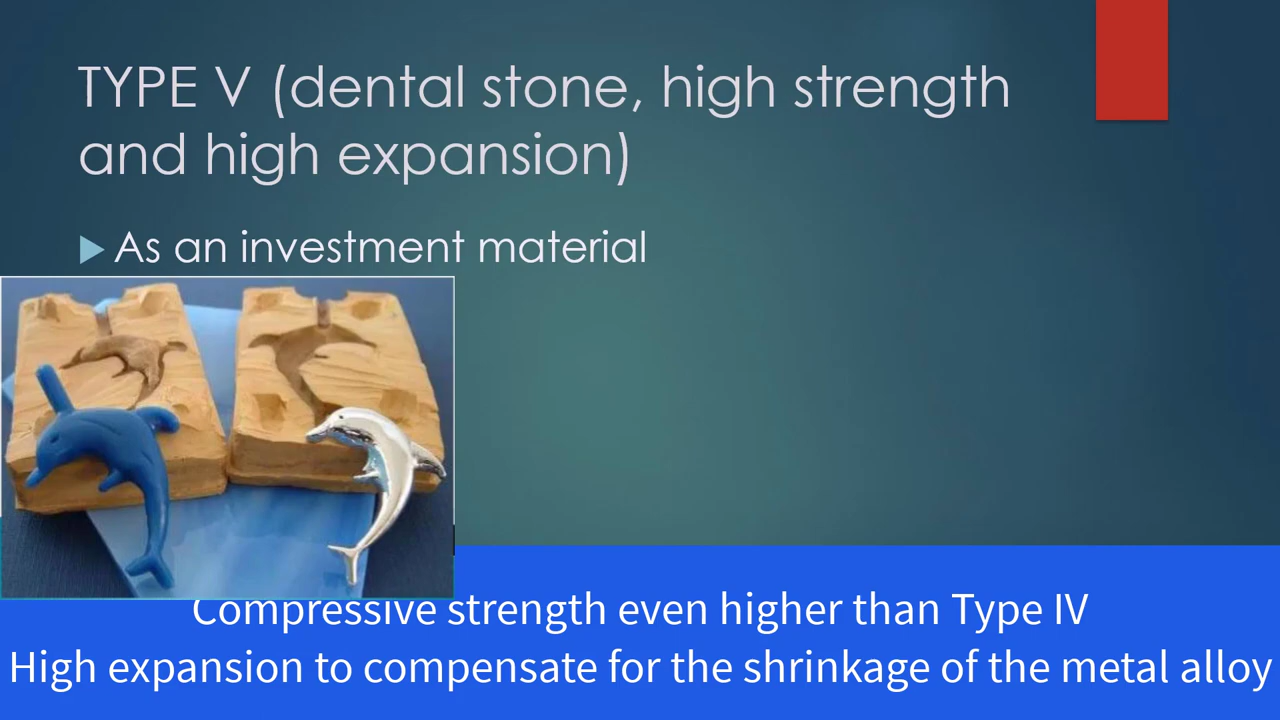 TYPE V (dental stone, high strength
and high expansion)
As an investment material
Compressive strength even higher than Type IV
High expansion to compensate for the shrinkage of the metal alloy